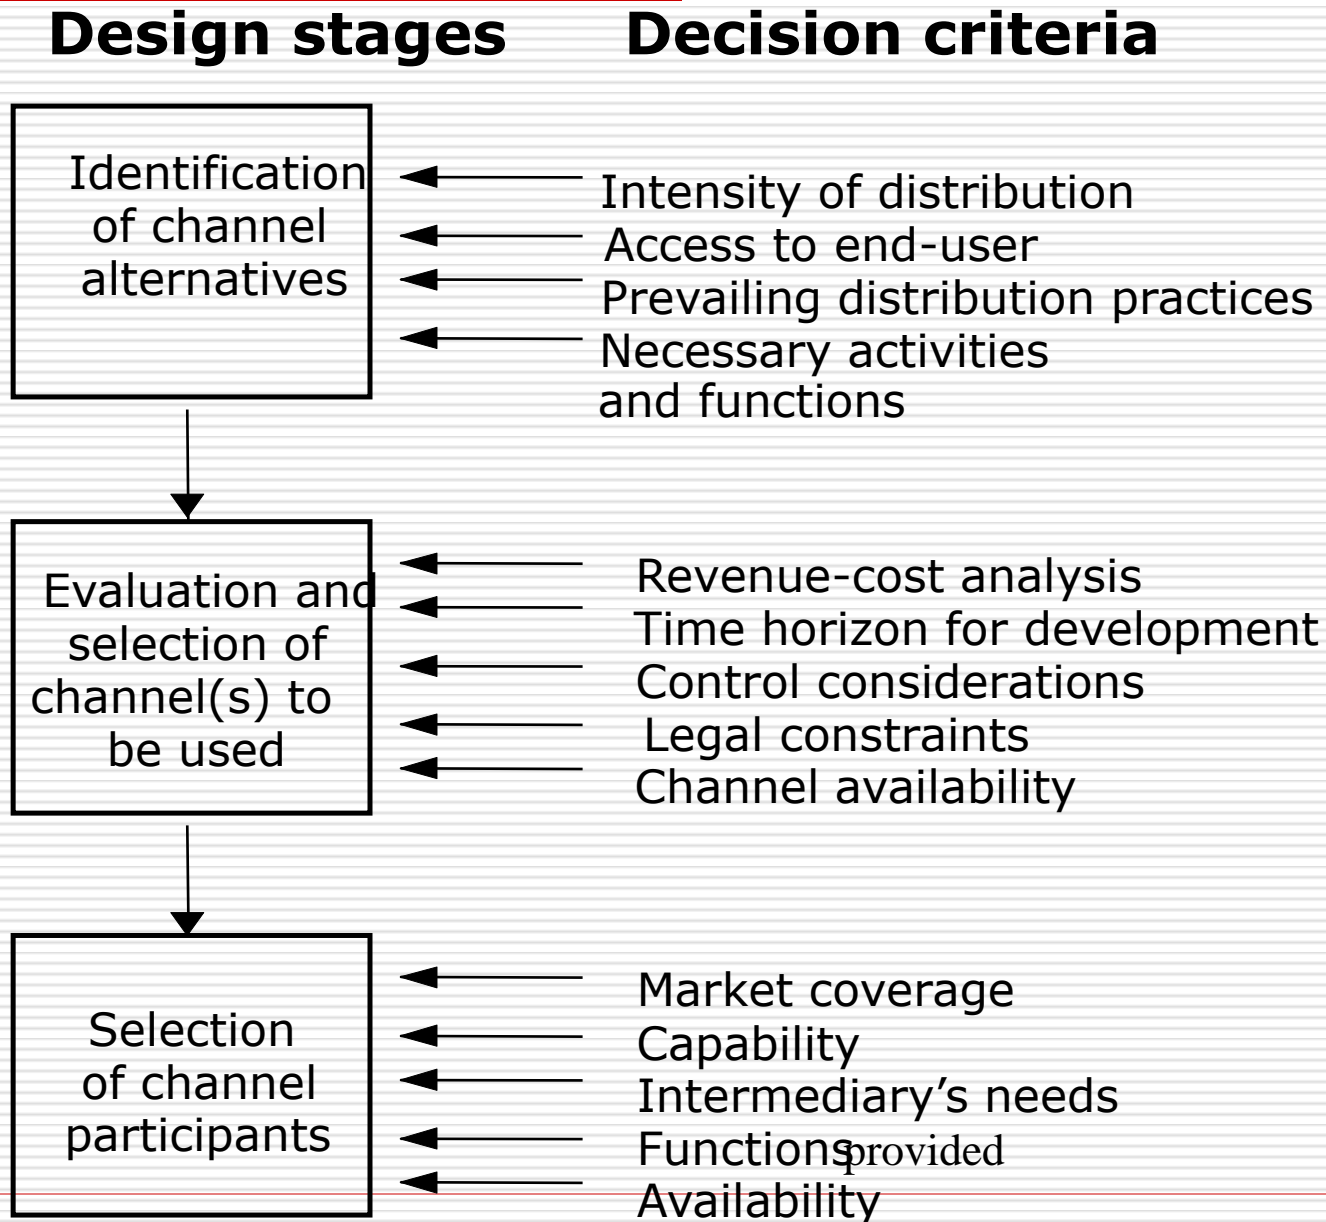 Design stages
Decision criteria
Identification
of channel
alternatives
Intensity of distribution
Access to end-user
Prevailing distribution practices
Necessary activities
and functions
Evaluation and
selection of
channel(s) to
be used
Revenue-cost analysis
Time horizon for development
Control considerations
Legal constraints
Channel availability
Selection
of channel
participants
Market coverage
Capability
Intermediary’s needs
Functions provided
Availability